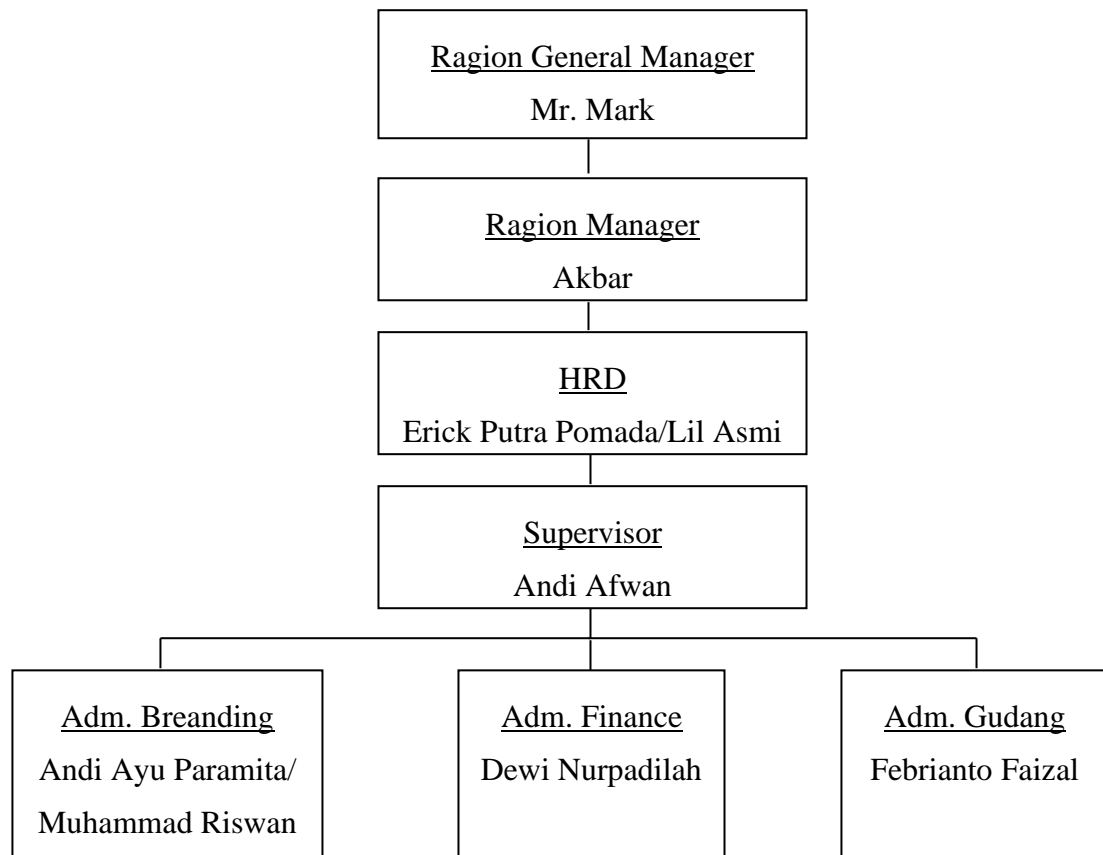 Ragion General Manager
Mr. Mark
Ragion Manager
Akbar
HRD
Erick Putra Pomada/Lil Asmi
Supervisor
Andi Afwan
Adm. Breanding
Andi Ayu Paramita/
Muhammad Riswan
Adm. Finance
Dewi Nurpadilah
Adm. Gudang
Febrianto Faizal